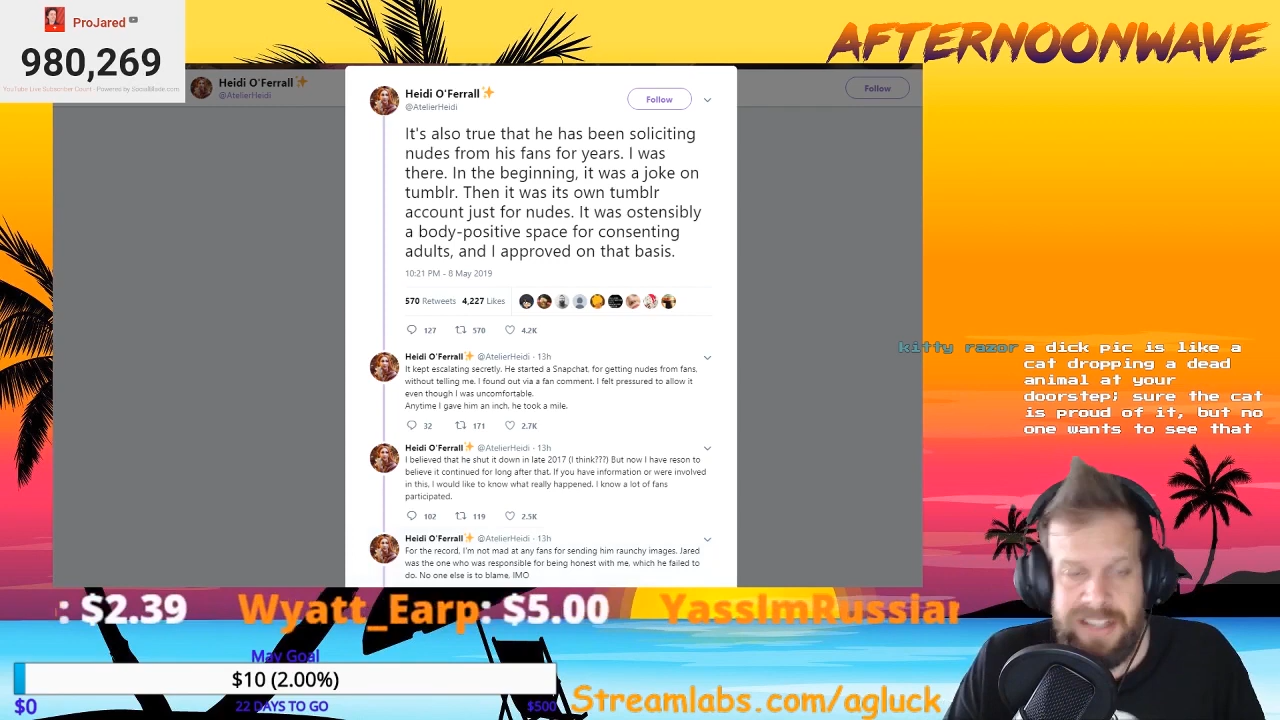 ProJared
980,269
YouTube Live Subscriber Count - Powered by SocialBlade.com
AFTERNOONWAVE
Heidi O'Ferrall
@AtelierHeidi
Follow
Heidi O'Ferrall
@AtelierHeidi
Follow
It's also true that he has been soliciting
nudes from his fans for years. I was
there. In the beginning, it was a joke on
tumblr. Then it was its own tumblr
account just for nudes. It was ostensibly
a body-positive space for consenting
adults, and I approved on that basis.
10:21 PM - 8 May 2019
570 Retweets 4,227 Likes
127 570 4.2K
Heidi O'Ferrall @AtelierHeidi · 13h
It kept escalating secretly. He started a Snapchat, for getting nudes from fans,
without telling me. I found out via a fan comment. I felt pressured to allow it
even though I was uncomfortable.
Anytime I gave him an inch, he took a mile.
32 171 2.7K
Heidi O'Ferrall @AtelierHeidi · 13h
I believed that he shut it down in late 2017 (I think???) But now I have reson to
believe it continued for long after that. If you have information or were involved
in this, I would like to know what really happened. I know a lot of fans
participated.
102 119 2.5K
Heidi O'Ferrall @AtelierHeidi · 13h
For the record, I'm not mad at any fans for sending him raunchy images. Jared
was the one who was responsible for being honest with me, which he failed to
do. No one else is to blame, IMO
kitty razor a dick pic is like a
cat dropping a dead
animal at your
doorstep; sure the cat
is proud of it, but no
one wants to see that
: $2.39 Wyatt_Earp: $5.00 YassImRussian
May Goal
$10 (2.00%)
$0 22 DAYS TO GO $500
Streamlabs.com/agluck